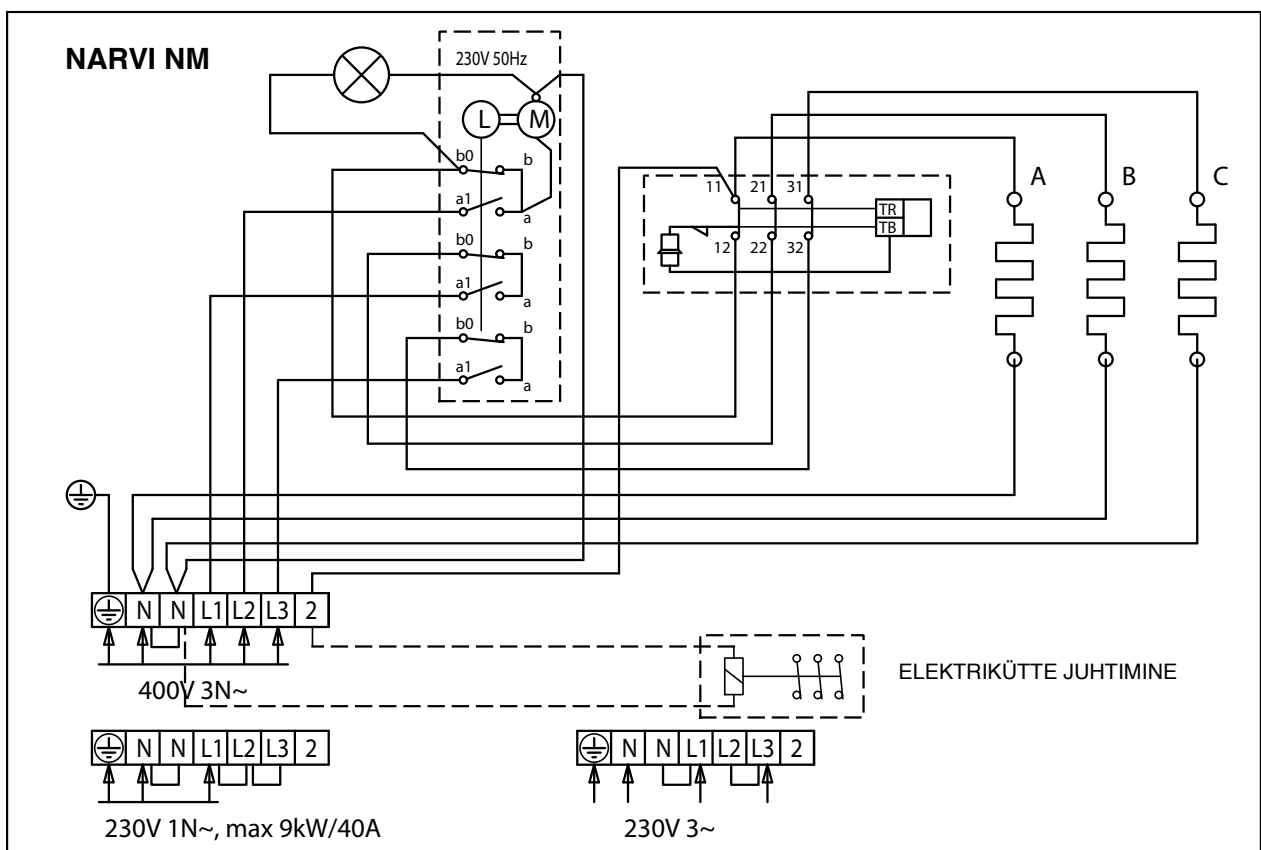 NARVI NM
230V 50Hz
L M
b0 b
a1 a
b0 b
a1 a
b0 b
a1 a
11 21 31
TR
TB
12 22 32
A B C
N N L1 L2 L3 2
400V 3N~
ELEKTRIKÜTTE JUHTIMINE
N N L1 L2 L3 2
230V 1N~, max 9kW/40A
N N L1 L2 L3 2
230V 3~